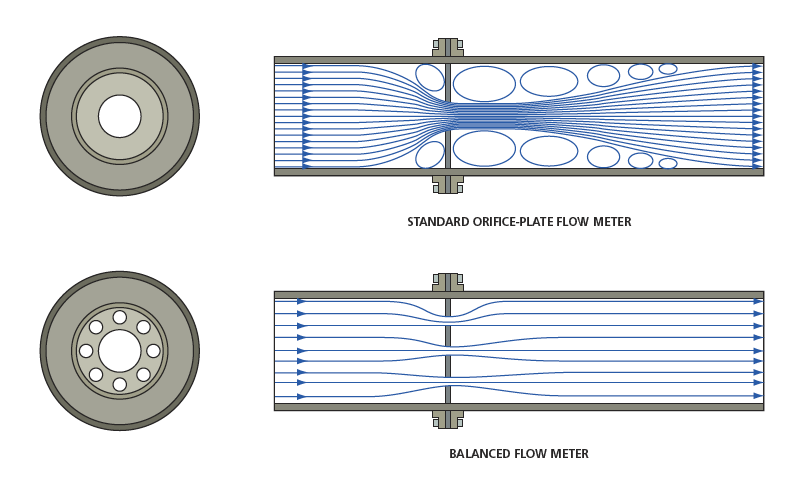 STANDARD ORIFICE-PLATE FLOW METER
BALANCED FLOW METER